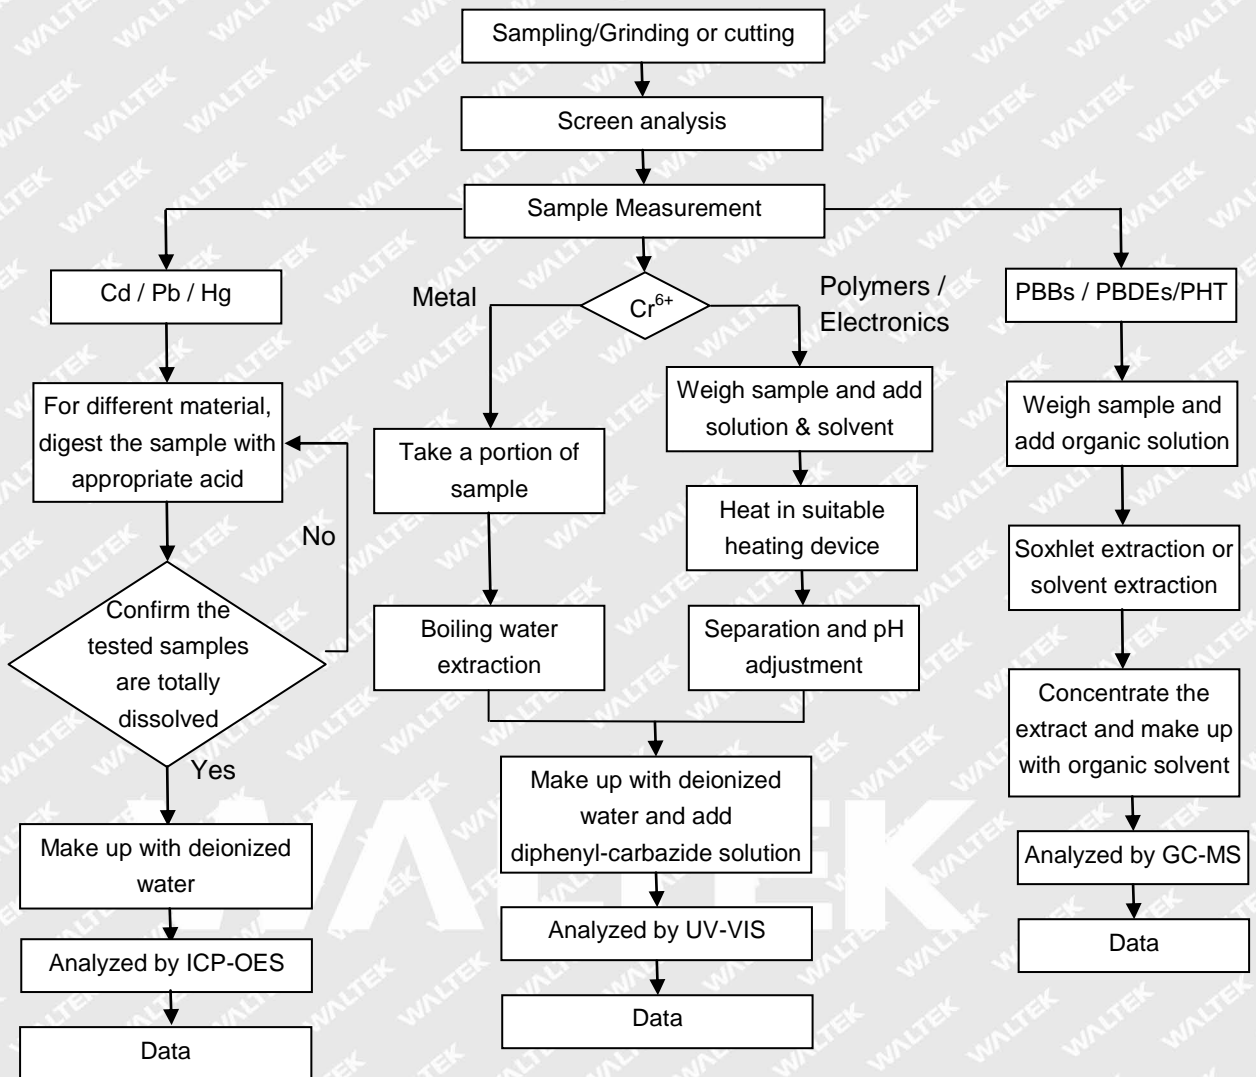 Sampling/Grinding or cutting
Screen analysis
Sample Measurement
Cd / Pb / Hg
For different material,
digest the sample with
appropriate acid
No
Confirm the
tested samples
are totally
dissolved
Yes
Make up with deionized
water
Analyzed by ICP-OES
Data
Cr6+
Metal
Take a portion of
sample
Boiling water
extraction
Polymers /
Electronics
Weigh sample and add
solution & solvent
Heat in suitable
heating device
Separation and pH
adjustment
Make up with deionized
water and add
diphenyl-carbazide solution
Analyzed by UV-VIS
Data
PBBs / PBDEs/PHT
Weigh sample and
add organic solution
Soxhlet extraction or
solvent extraction
Concentrate the
extract and make up
with organic solvent
Analyzed by GC-MS
Data
WALTEK